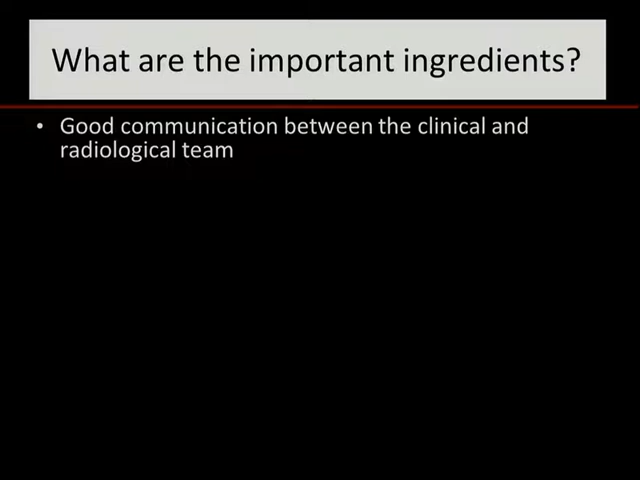 What are the important ingredients?
• Good communication between the clinical and
radiological team